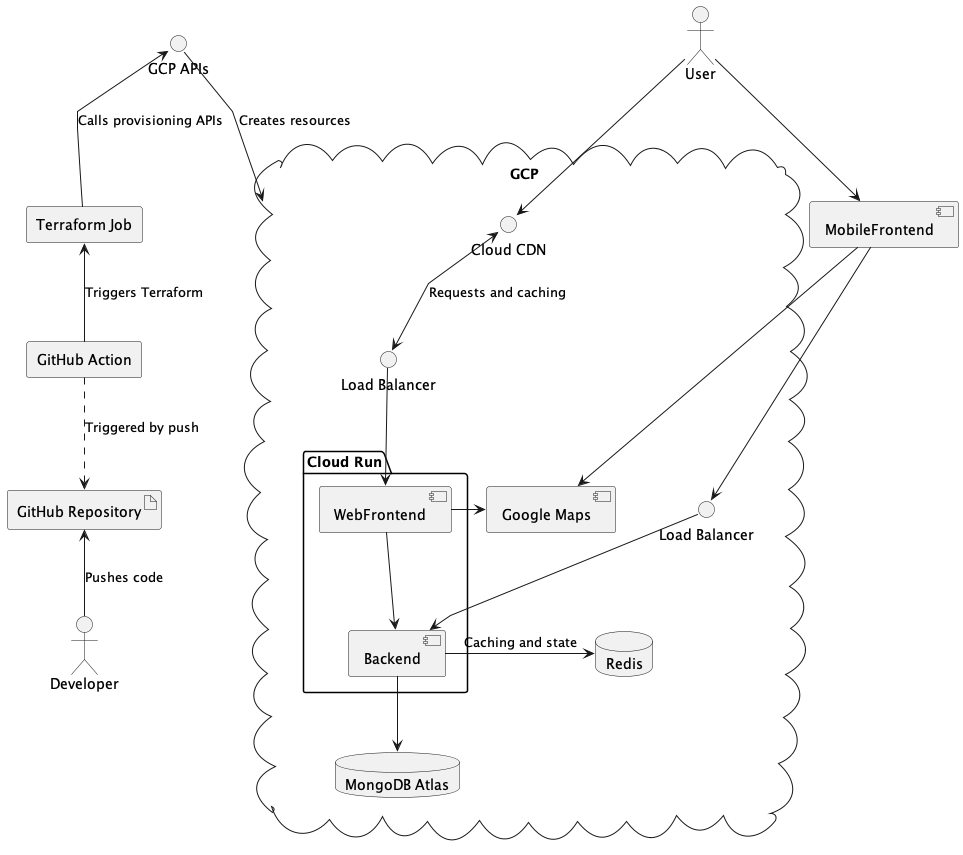 GCP APIs
User
Calls provisioning APIs
Creates resources
GCP
Terraform Job
MobileFrontend
Cloud CDN
Triggers Terraform
Requests and caching
GitHub Action
Load Balancer
Triggered by push
Cloud Run
GitHub Repository
WebFrontend
Google Maps
Load Balancer
Pushes code
Caching and state
Backend
Redis
Developer
MongoDB Atlas